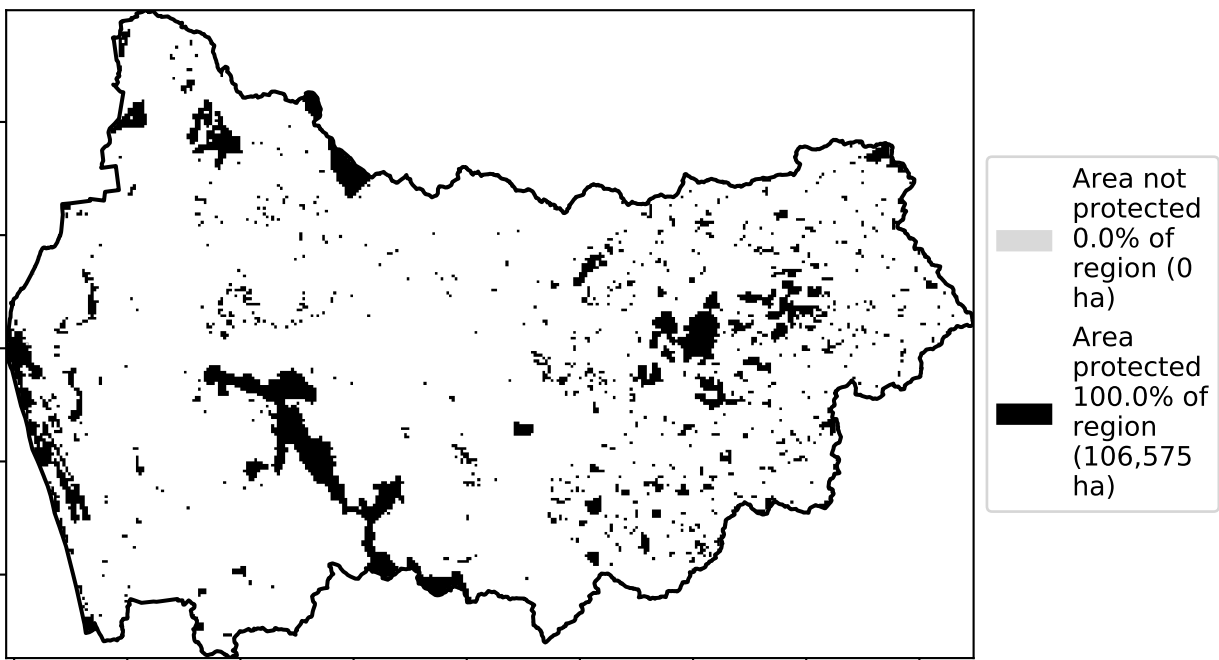 Area not
protected
0.0% of
region (0
ha)
Area
protected
100.0% of
region
(106,575
ha)